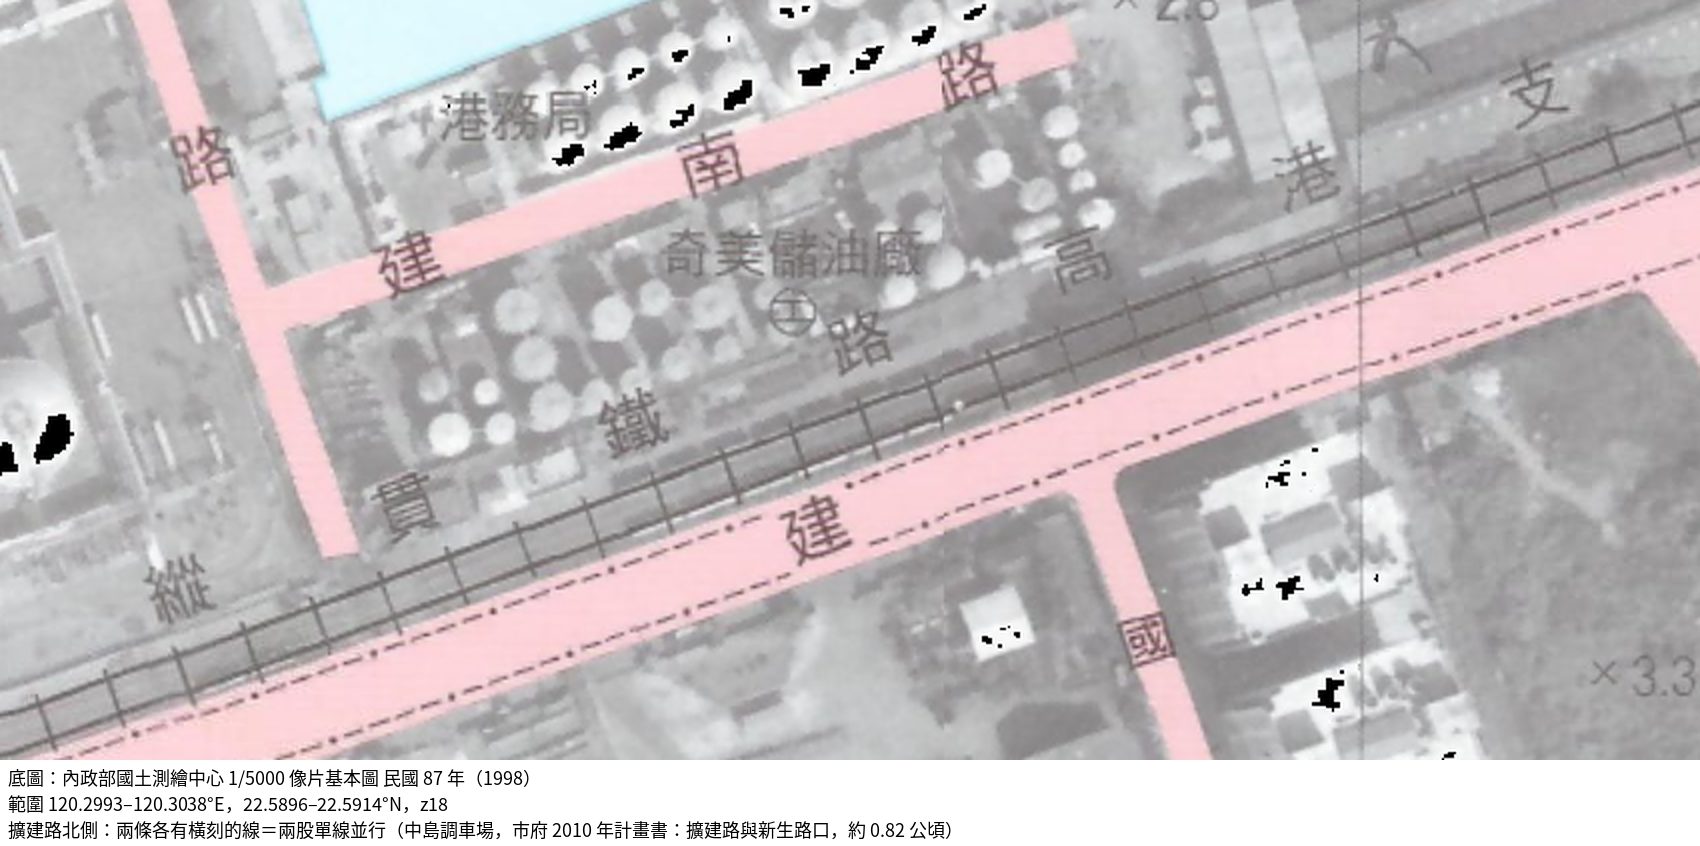 × 2.8
路
港務局
建南路
奇美儲油廠
工
縱貫鐵路高港支
建
國
× 3.3
底圖：內政部國土測繪中心 1/5000 像片基本圖 民國 87 年（1998）
範圍 120.2993–120.3038°E，22.5896–22.5914°N，z18
擴建路北側：兩條各有橫刻的線＝兩股單線並行（中島調車場，市府 2010 年計畫書：擴建路與新生路口，約 0.82 公頃）